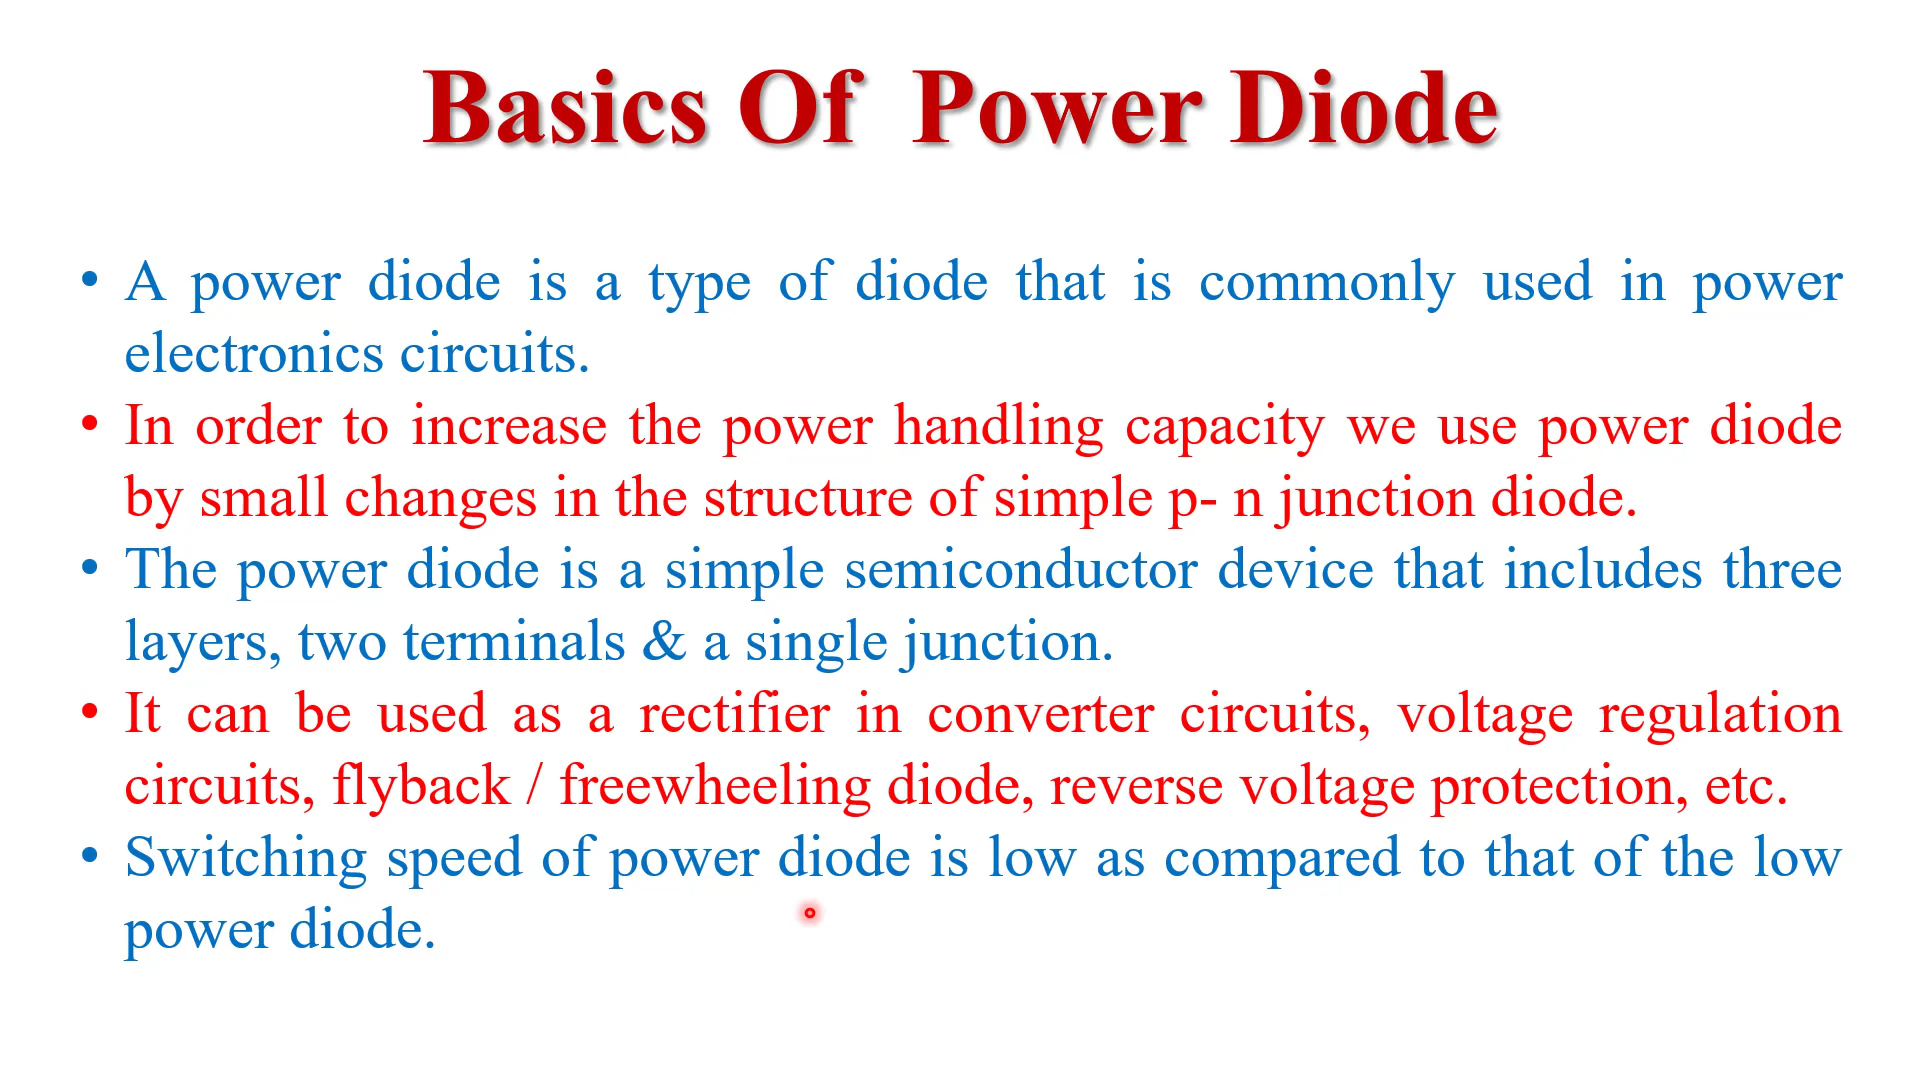 Basics Of  Power Diode
• A power diode is a type of diode that is commonly used in power
electronics circuits.
• In order to increase the power handling capacity we use power diode
by small changes in the structure of simple p- n junction diode.
• The power diode is a simple semiconductor device that includes three
layers, two terminals & a single junction.
• It can be used as a rectifier in converter circuits, voltage regulation
circuits, flyback / freewheeling diode, reverse voltage protection, etc.
• Switching speed of power diode is low as compared to that of the low
power diode.